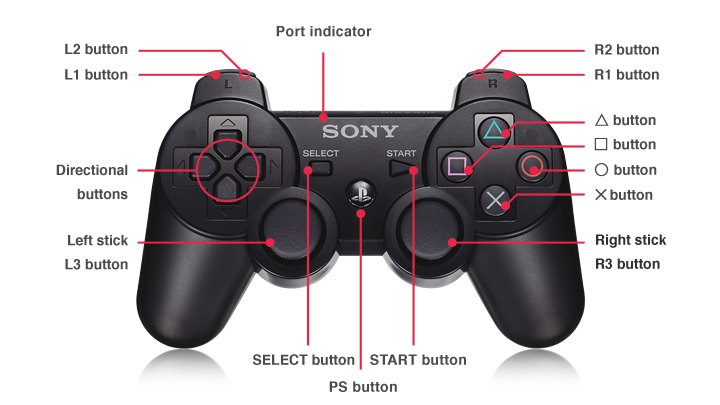 Port indicator
L2 button
R2 button
L1 button
R1 button
L
R
SONY
△ button
□ button
SELECT
START
Directional
buttons
○ button
✕ button
Left stick
L3 button
Right stick
R3 button
SELECT button
START button
PS button